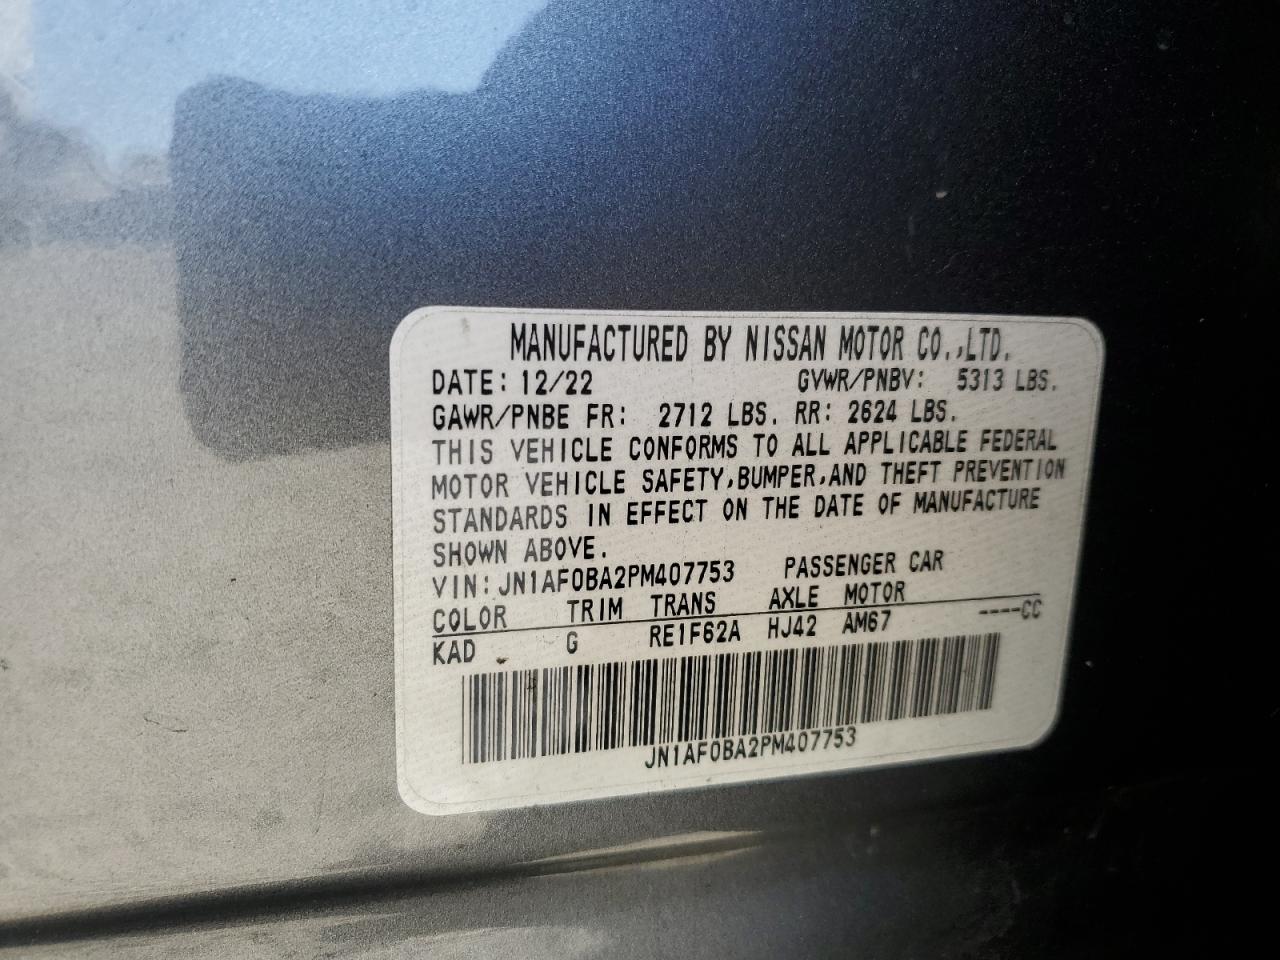 MANUFACTURED BY NISSAN MOTOR CO.,LTD.
DATE: 12/22 GVWR/PNBV: 5313 LBS.
GAWR/PNBE FR: 2712 LBS. RR: 2624 LBS.
THIS VEHICLE CONFORMS TO ALL APPLICABLE FEDERAL
MOTOR VEHICLE SAFETY,BUMPER,AND THEFT PREVENTION
STANDARDS IN EFFECT ON THE DATE OF MANUFACTURE
SHOWN ABOVE.
VIN: JN1AF0BA2PM407753 PASSENGER CAR
COLOR TRIM TRANS AXLE MOTOR
KAD G RE1F62A HJ42 AM67 ----CC
JN1AF0BA2PM407753